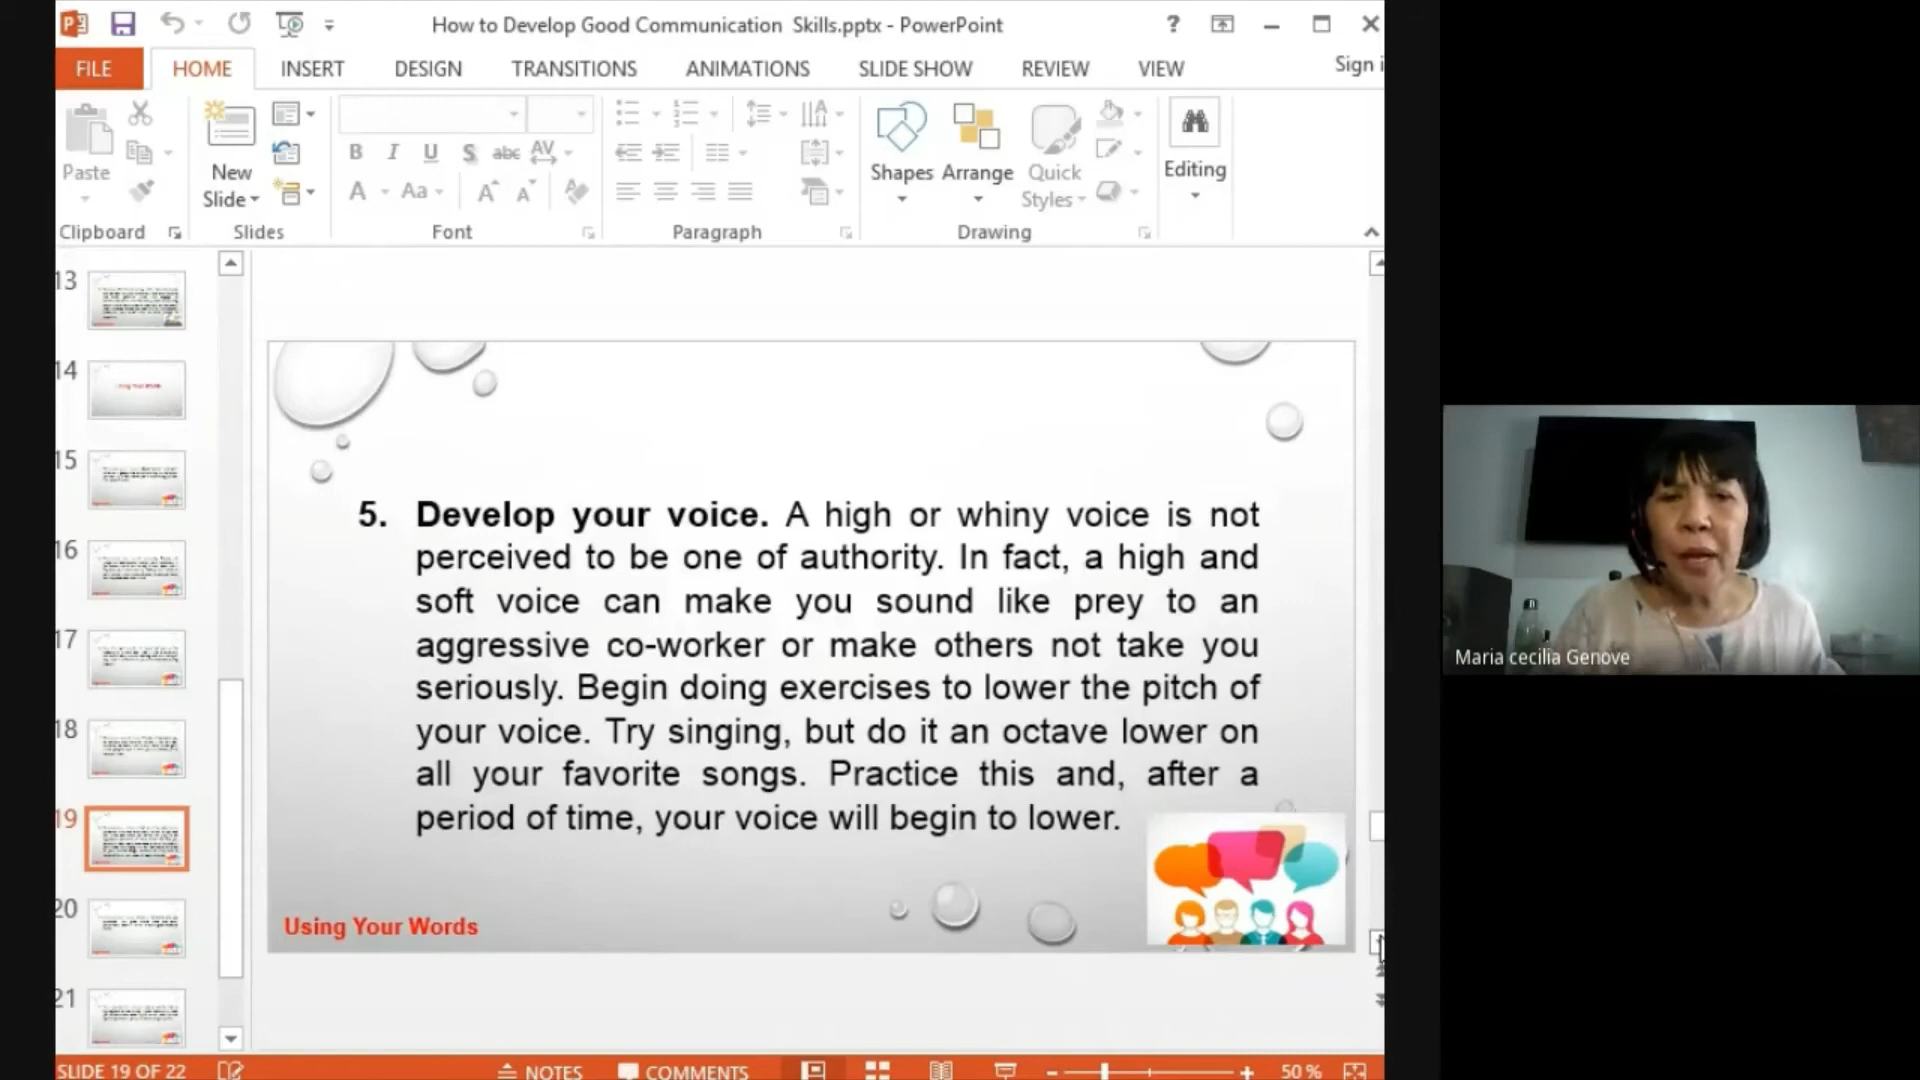 How to Develop Good Communication Skills.pptx - PowerPoint
?
FILE HOME INSERT DESIGN TRANSITIONS ANIMATIONS SLIDE SHOW REVIEW VIEW Sign i
Paste
New
Slide
B I U S abc AV
A Aa A A
Shapes
Arrange
Quick
Styles
Editing
Clipboard Slides Font Paragraph Drawing
13
14
15
16
17
18
19
20
21
5. Develop your voice. A high or whiny voice is not
perceived to be one of authority. In fact, a high and
soft voice can make you sound like prey to an
aggressive co-worker or make others not take you
seriously. Begin doing exercises to lower the pitch of
your voice. Try singing, but do it an octave lower on
all your favorite songs. Practice this and, after a
period of time, your voice will begin to lower.
Using Your Words
SLIDE 19 OF 22 NOTES COMMENTS 50 %
Maria cecilia Genove